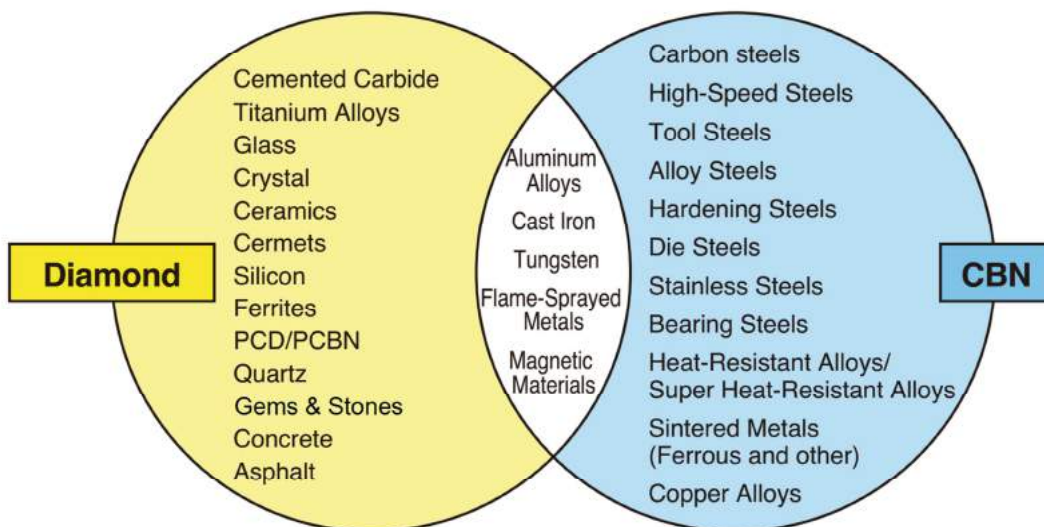 Diamond
Cemented Carbide
Titanium Alloys
Glass
Crystal
Ceramics
Cermets
Silicon
Ferrites
PCD/PCBN
Quartz
Gems & Stones
Concrete
Asphalt
Aluminum
Alloys
Cast Iron
Tungsten
Flame-Sprayed
Metals
Magnetic
Materials
Carbon steels
High-Speed Steels
Tool Steels
Alloy Steels
Hardening Steels
Die Steels
Stainless Steels
Bearing Steels
Heat-Resistant Alloys/
Super Heat-Resistant Alloys
Sintered Metals
(Ferrous and other)
Copper Alloys
CBN